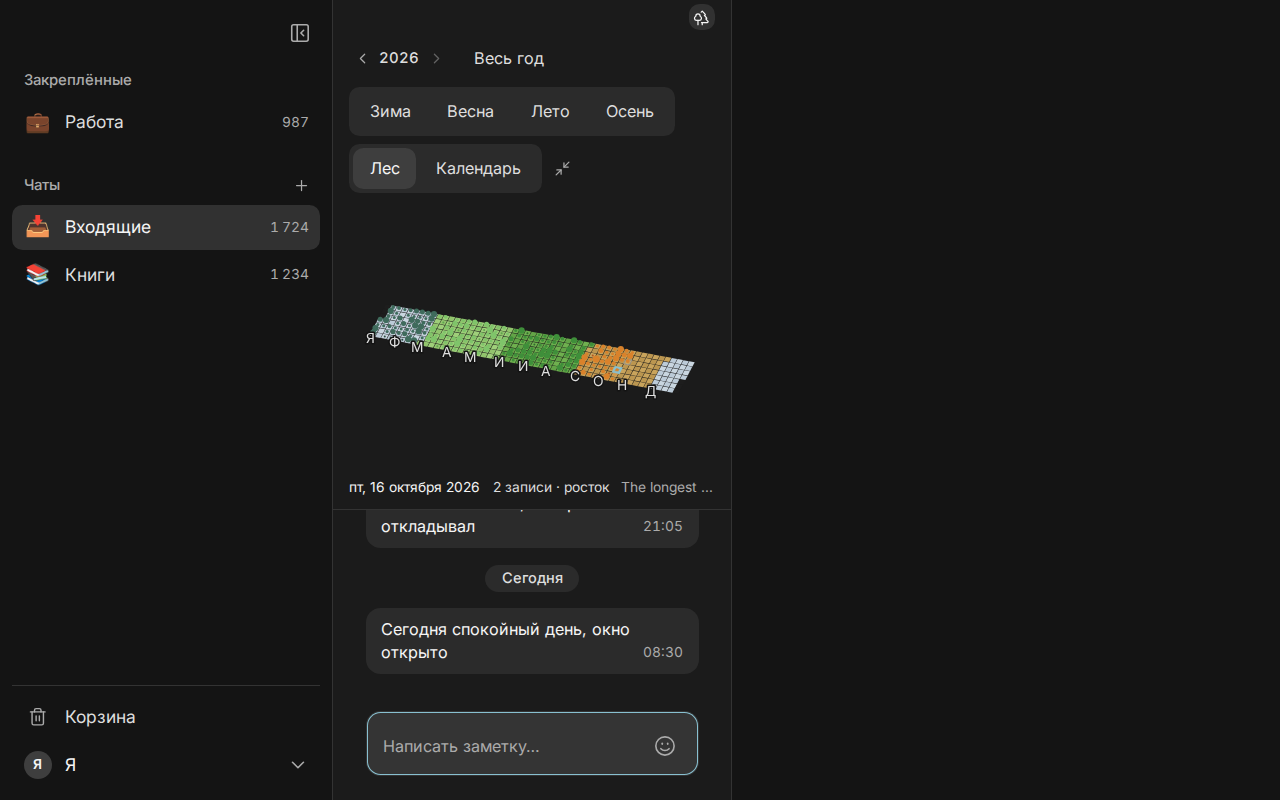 Закреплённые
Работа 987
Чаты
Входящие 1 724
Книги 1 234
Корзина
Я Я
2026 Весь год
Зима Весна Лето Осень
Лес Календарь
Я Ф М А М И И А С О Н Д
пт, 16 октября 2026 2 записи · росток The longest ...
откладывал 21:05
Сегодня
Сегодня спокойный день, окно
открыто 08:30
Написать заметку...